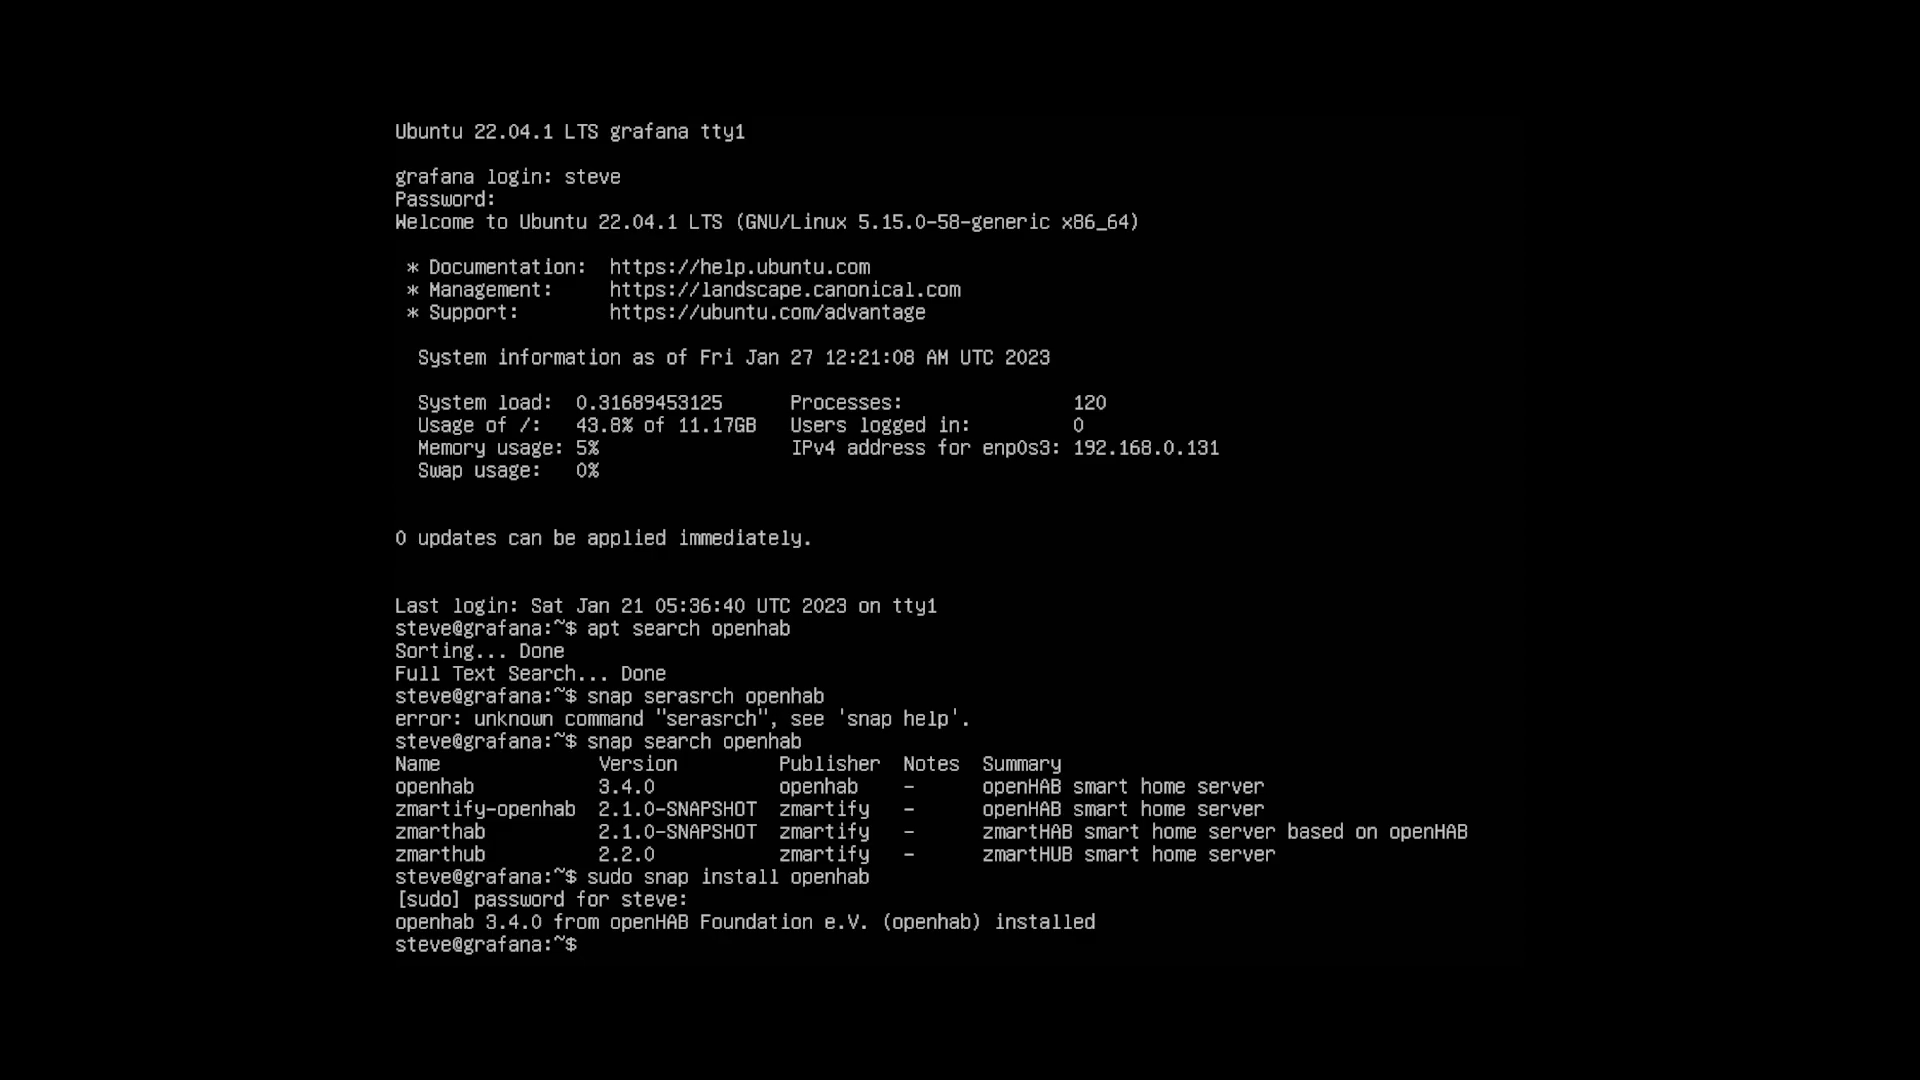 Ubuntu 22.04.1 LTS grafana tty1
grafana login: steve
Password:
Welcome to Ubuntu 22.04.1 LTS (GNU/Linux 5.15.0-58-generic x86_64)
* Documentation:  https://help.ubuntu.com
* Management:     https://landscape.canonical.com
* Support:        https://ubuntu.com/advantage
System information as of Fri Jan 27 12:21:08 AM UTC 2023
System load:  0.31689453125      Processes:               120
Usage of /:   43.8% of 11.17GB   Users logged in:         0
Memory usage: 5%                 IPv4 address for enp0s3: 192.168.0.131
Swap usage:   0%
0 updates can be applied immediately.
Last login: Sat Jan 21 05:36:40 UTC 2023 on tty1
steve@grafana:~$ apt search openhab
Sorting... Done
Full Text Search... Done
steve@grafana:~$ snap serasrch openhab
error: unknown command "serasrch", see 'snap help'.
steve@grafana:~$ snap search openhab
Name              Version         Publisher  Notes  Summary
openhab           3.4.0           openhab    -      openHAB smart home server
zmartify-openhab  2.1.0-SNAPSHOT  zmartify   -      openHAB smart home server
zmarthab          2.1.0-SNAPSHOT  zmartify   -      zmartHAB smart home server based on openHAB
zmarthub          2.2.0           zmartify   -      zmartHUB smart home server
steve@grafana:~$ sudo snap install openhab
[sudo] password for steve:
openhab 3.4.0 from openHAB Foundation e.V. (openhab) installed
steve@grafana:~$